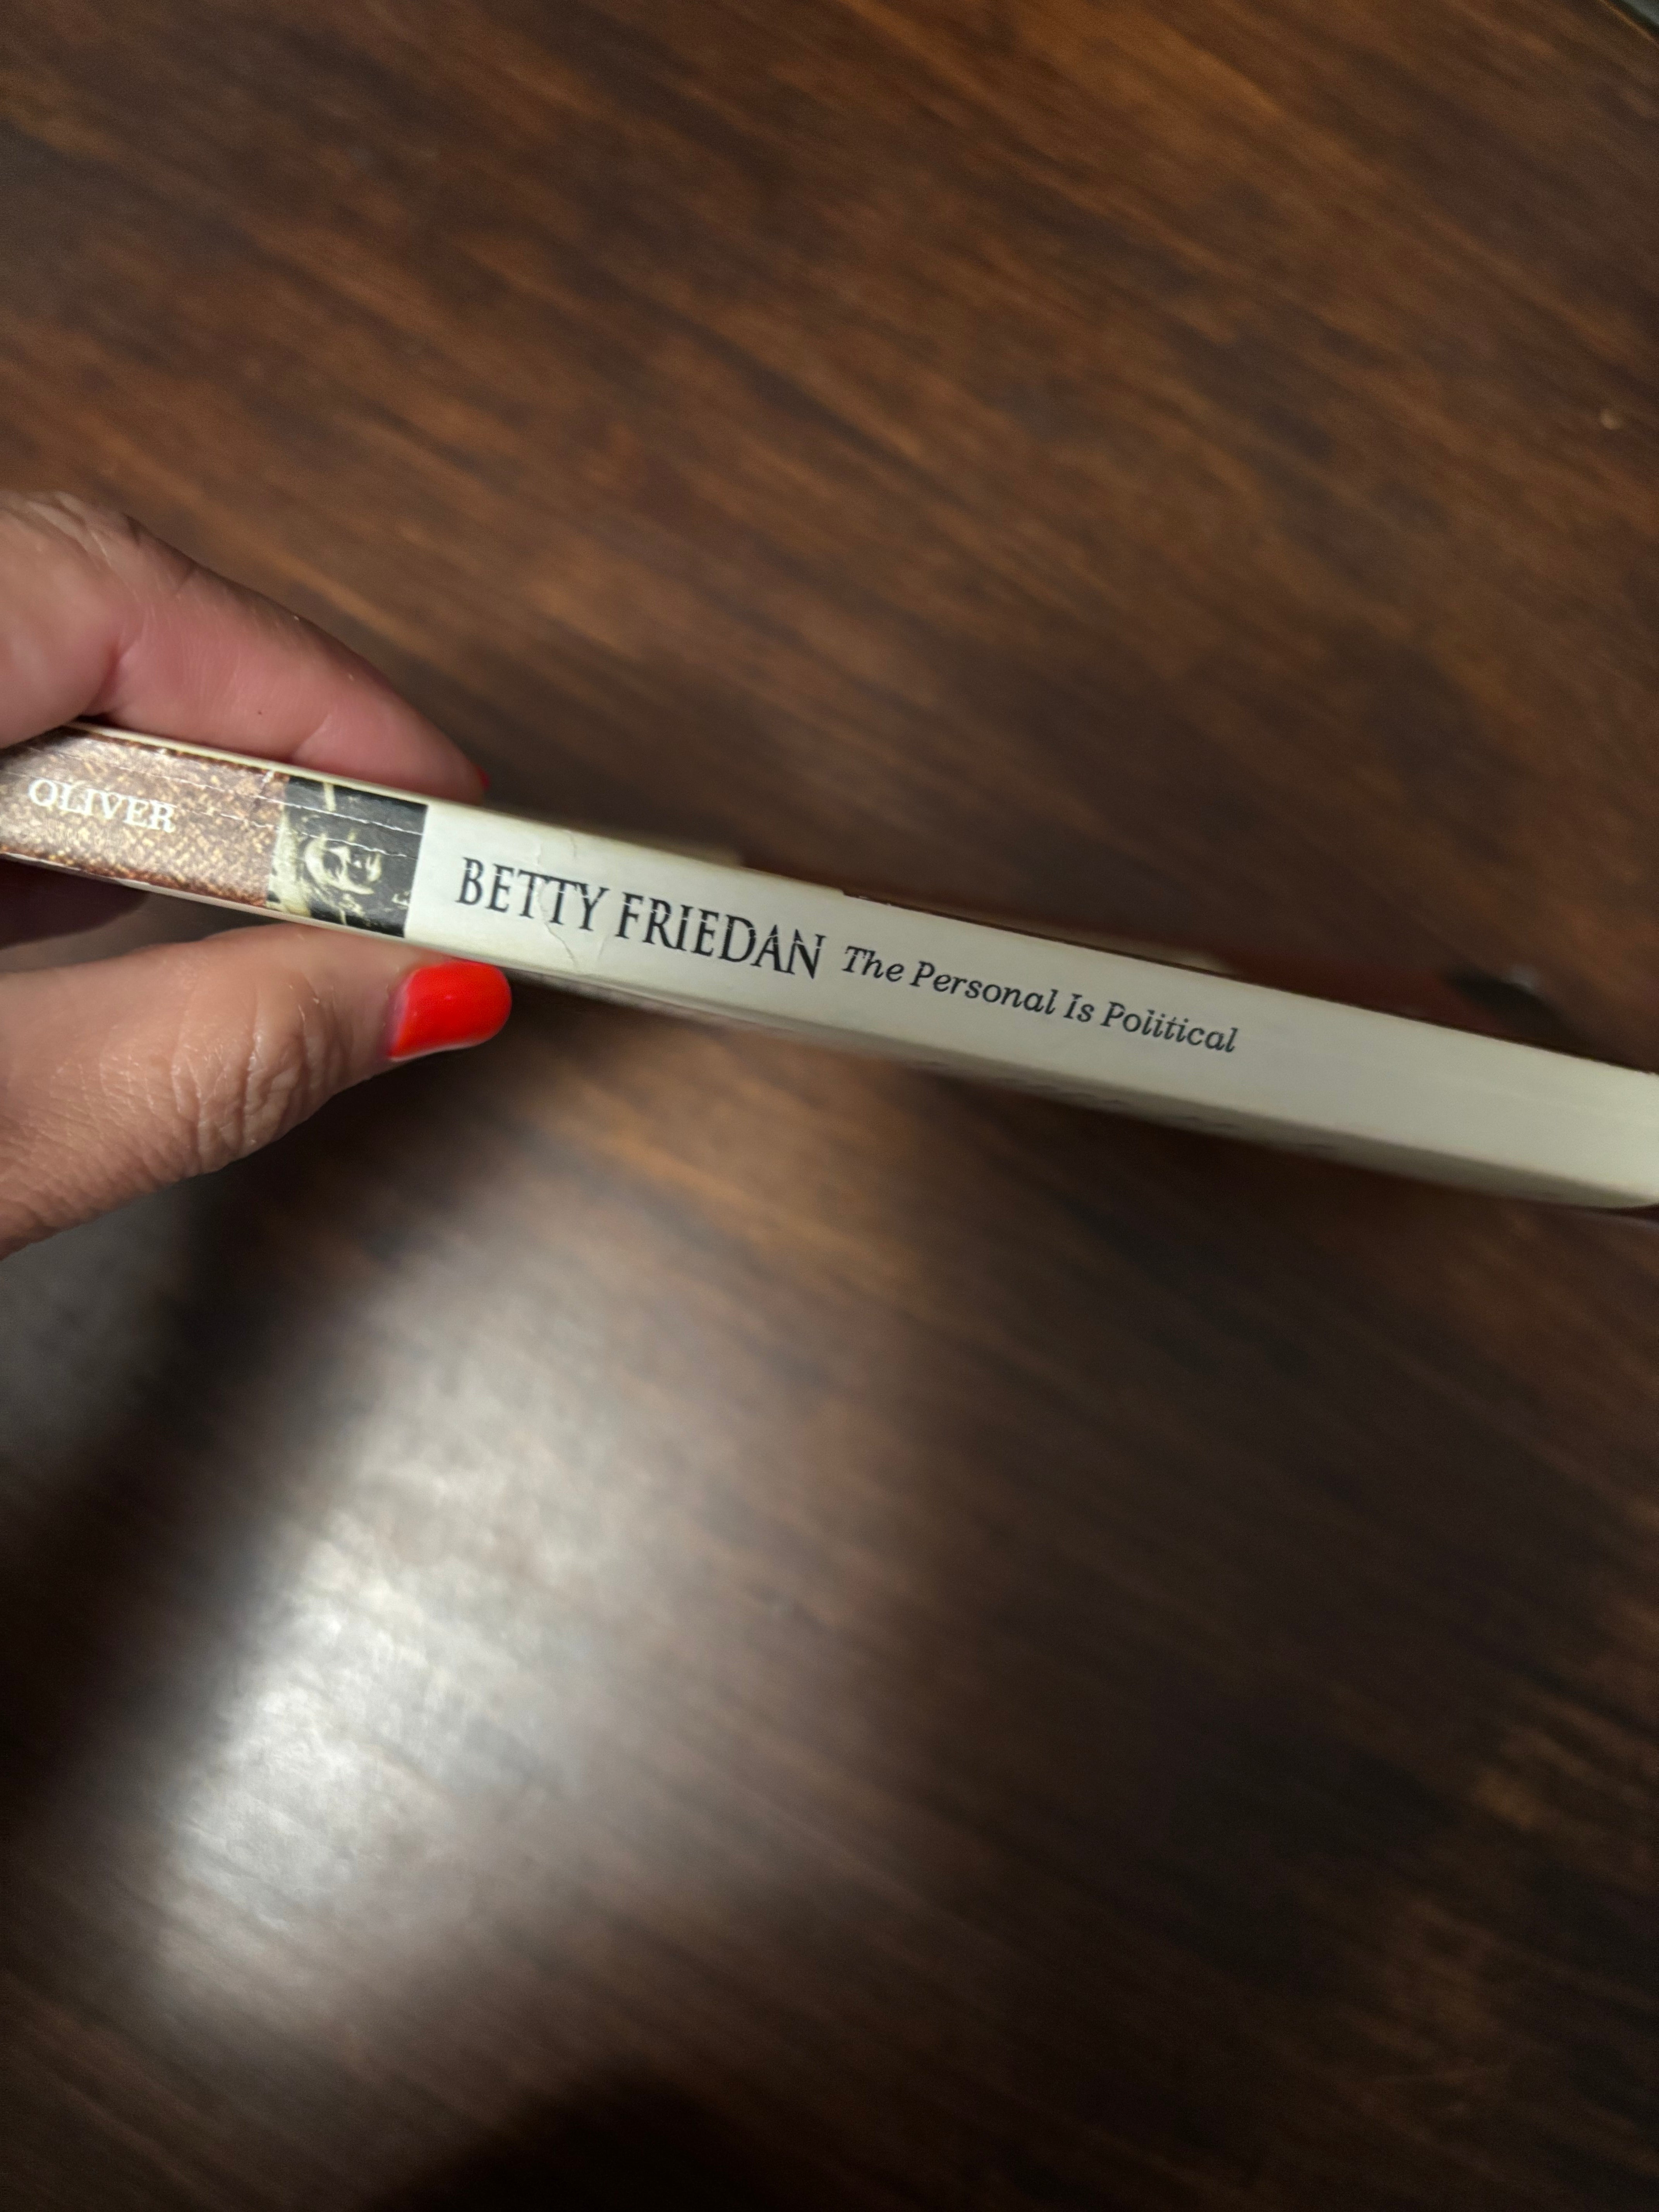 OLIVER
BETTY FRIEDAN The Personal Is Political